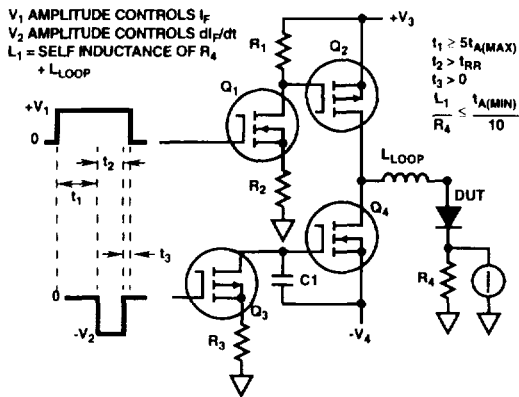 V1 AMPLITUDE CONTROLS IF
V2 AMPLITUDE CONTROLS dIF/dt
L1 = SELF INDUCTANCE OF R4
+ LLOOP
+V3
R1
Q2
t1 ≥ 5tA(MAX)
t2 > tRR
t3 > 0
L1/R4 ≤ tA(MIN)/10
Q1
+V1
0
t2
t1
R2
LLOOP
DUT
Q4
t3
C1
R4
0
-V2
Q3
R3
-V4